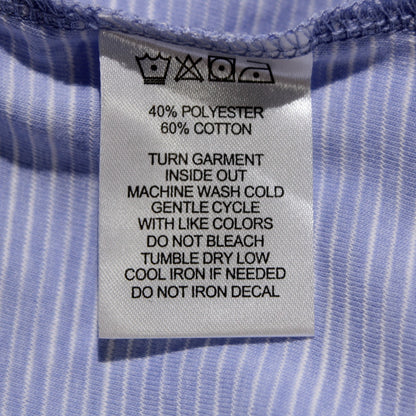 40% POLYESTER
60% COTTON
TURN GARMENT
INSIDE OUT
MACHINE WASH COLD
GENTLE CYCLE
WITH LIKE COLORS
DO NOT BLEACH
TUMBLE DRY LOW
COOL IRON IF NEEDED
DO NOT IRON DECAL